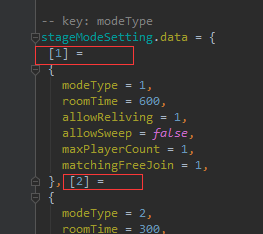 -- key: modeType
stageModeSetting.data = {
[1] =
{
modeType = 1,
roomTime = 600,
allowReliving = 1,
allowSweep = false,
maxPlayerCount = 1,
matchingFreeJoin = 1,
}, [2] =
{
modeType = 2,
roomTime = 300,